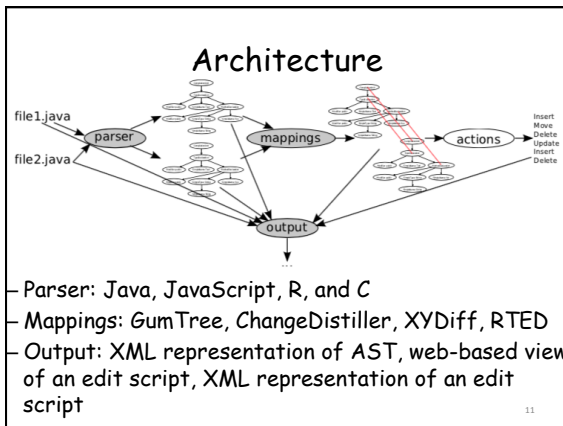 Architecture
file1.java
file2.java
parser
mappings
actions
Insert
Move
Delete
Update
Insert
Delete
output
...
– Parser: Java, JavaScript, R, and C
– Mappings: GumTree, ChangeDistiller, XYDiff, RTED
– Output: XML representation of AST, web-based view
of an edit script, XML representation of an edit
script
11